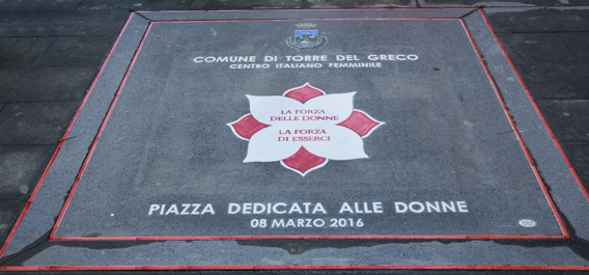 COMUNE DI TORRE DEL GRECO
CENTRO ITALIANO FEMMINILE
LA FORZA
DELLE DONNE
LA FORZA
DI ESSERCI
PIAZZA DEDICATA ALLE DONNE
08 MARZO 2016